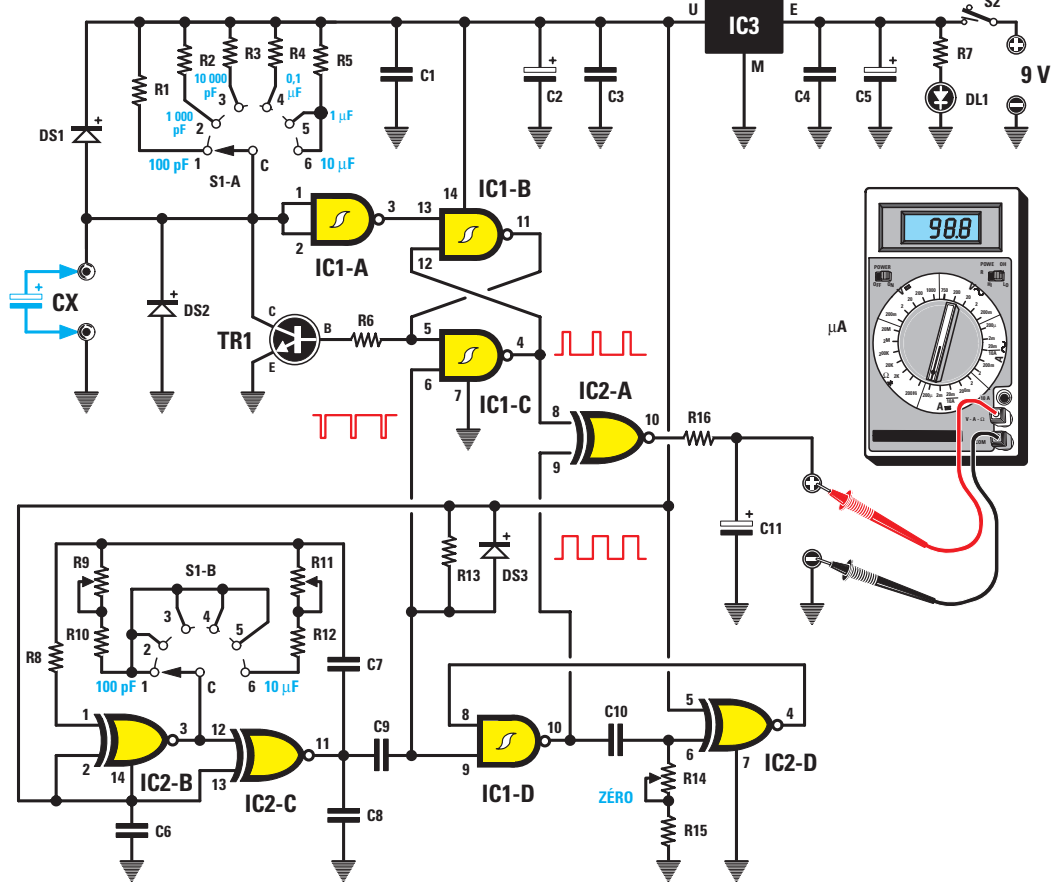 U
IC3
E
S2
M
R7
9 V
DL1
R1
R2
R3
R4
R5
C1
C2
C3
C4
C5
+
+
10 000
pF
0,1
µF
1 000
pF
1 µF
3
4
2
5
100 pF
1
C
6
10 µF
S1-A
DS1
+
14
IC1-B
1
2
3
13
11
12
IC1-A
CX
+
DS2
+
C
TR1
B
E
R6
5
4
6
7
IC1-C
IC2-A
8
9
10
R16
C11
+
98.8
µA
POWER
V - A - Ω
COM
R13
DS3
+
R9
S1-B
R11
3
4
5
R10
2
R12
R8
100 pF
1
C
6
10 µF
C7
1
3
2
14
12
11
13
IC2-B
IC2-C
C9
C6
C8
8
10
9
IC1-D
C10
5
4
6
7
IC2-D
ZÉRO
R14
R15